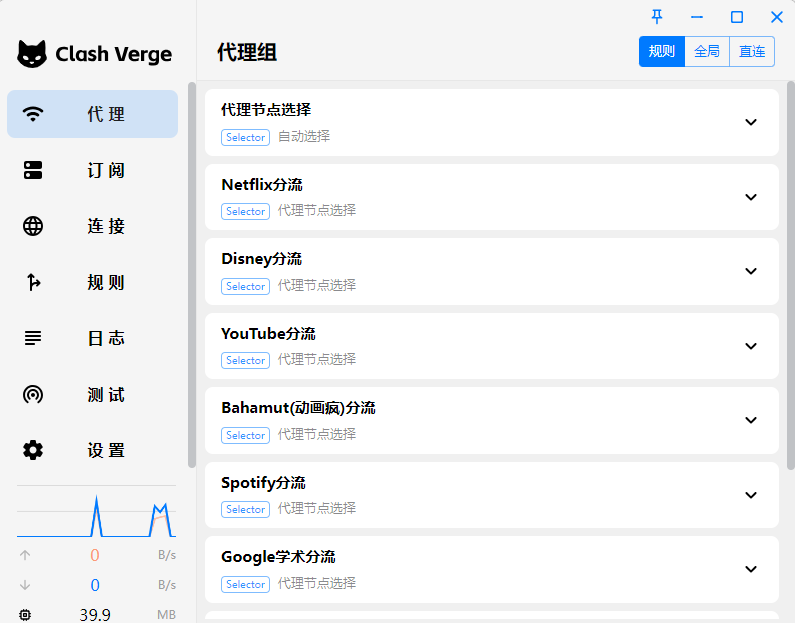 Clash Verge
代理
订阅
连接
规则
日志
测试
设置
0 B/s
0 B/s
39.9 MB
代理组
规则 全局 直连
代理节点选择
Selector 自动选择
Netflix分流
Selector 代理节点选择
Disney分流
Selector 代理节点选择
YouTube分流
Selector 代理节点选择
Bahamut(动画疯)分流
Selector 代理节点选择
Spotify分流
Selector 代理节点选择
Google学术分流
Selector 代理节点选择